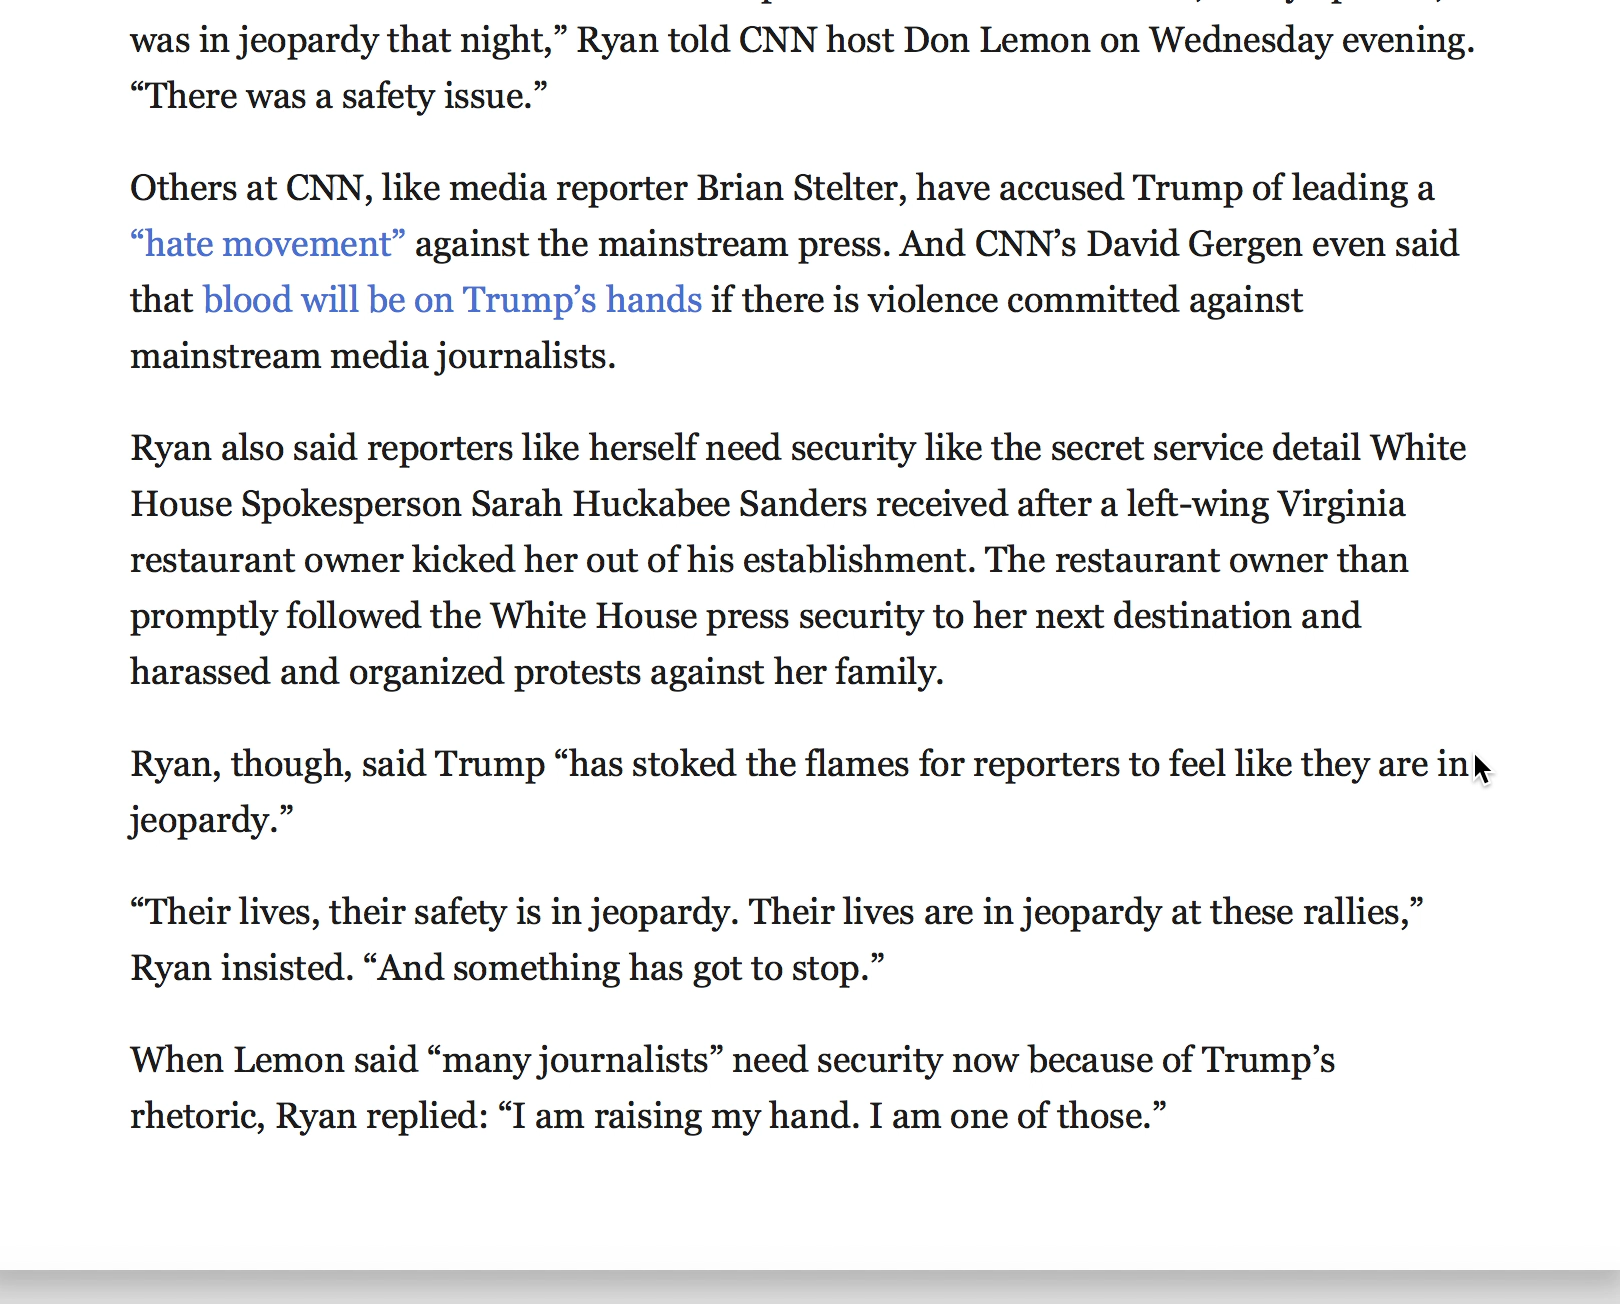 was in jeopardy that night,” Ryan told CNN host Don Lemon on Wednesday evening.
“There was a safety issue.”
Others at CNN, like media reporter Brian Stelter, have accused Trump of leading a
“hate movement” against the mainstream press. And CNN’s David Gergen even said
that blood will be on Trump’s hands if there is violence committed against
mainstream media journalists.
Ryan also said reporters like herself need security like the secret service detail White
House Spokesperson Sarah Huckabee Sanders received after a left-wing Virginia
restaurant owner kicked her out of his establishment. The restaurant owner than
promptly followed the White House press security to her next destination and
harassed and organized protests against her family.
Ryan, though, said Trump “has stoked the flames for reporters to feel like they are in
jeopardy.”
“Their lives, their safety is in jeopardy. Their lives are in jeopardy at these rallies,”
Ryan insisted. “And something has got to stop.”
When Lemon said “many journalists” need security now because of Trump’s
rhetoric, Ryan replied: “I am raising my hand. I am one of those.”